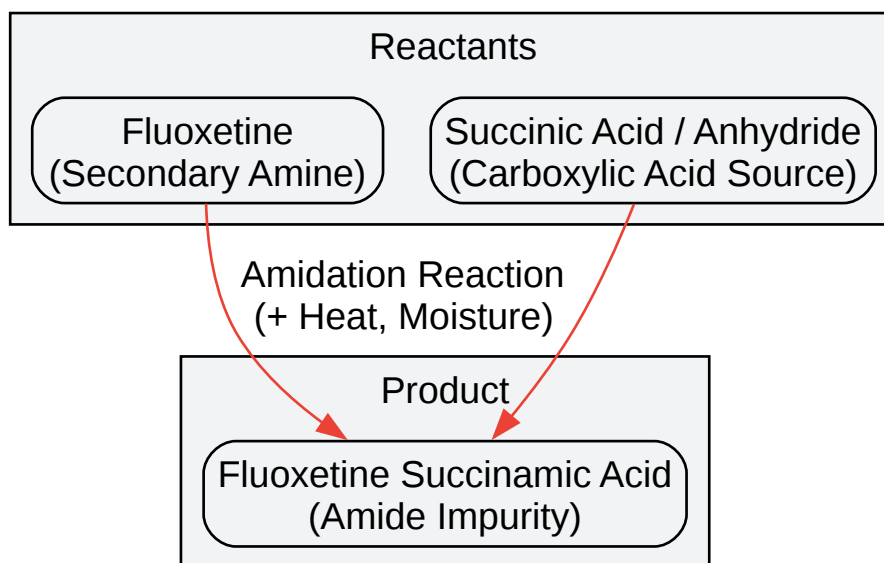 Reactants
Fluoxetine
(Secondary Amine)
Succinic Acid / Anhydride
(Carboxylic Acid Source)
Amidation Reaction
(+ Heat, Moisture)
Product
Fluoxetine Succinamic Acid
(Amide Impurity)